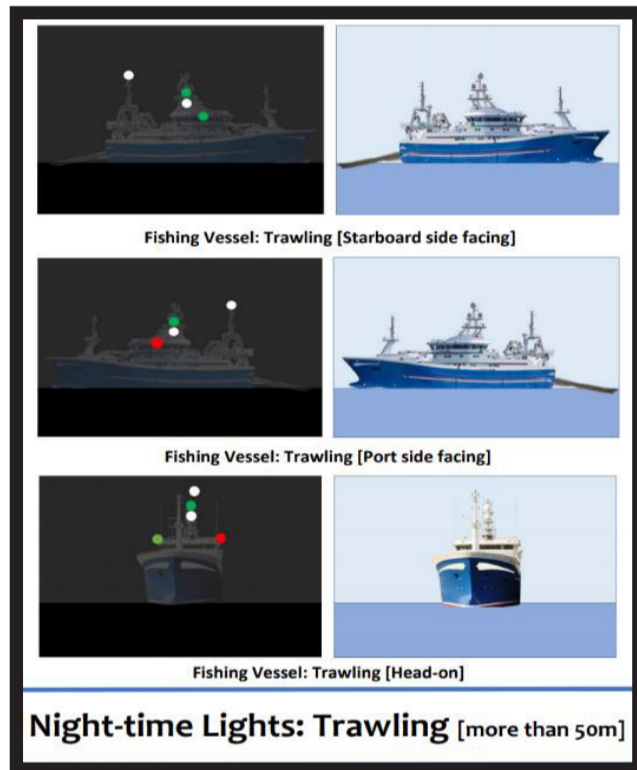 Fishing Vessel: Trawling [Starboard side facing]
Fishing Vessel: Trawling [Port side facing]
Fishing Vessel: Trawling [Head-on]
Night-time Lights: Trawling [more than 50m]